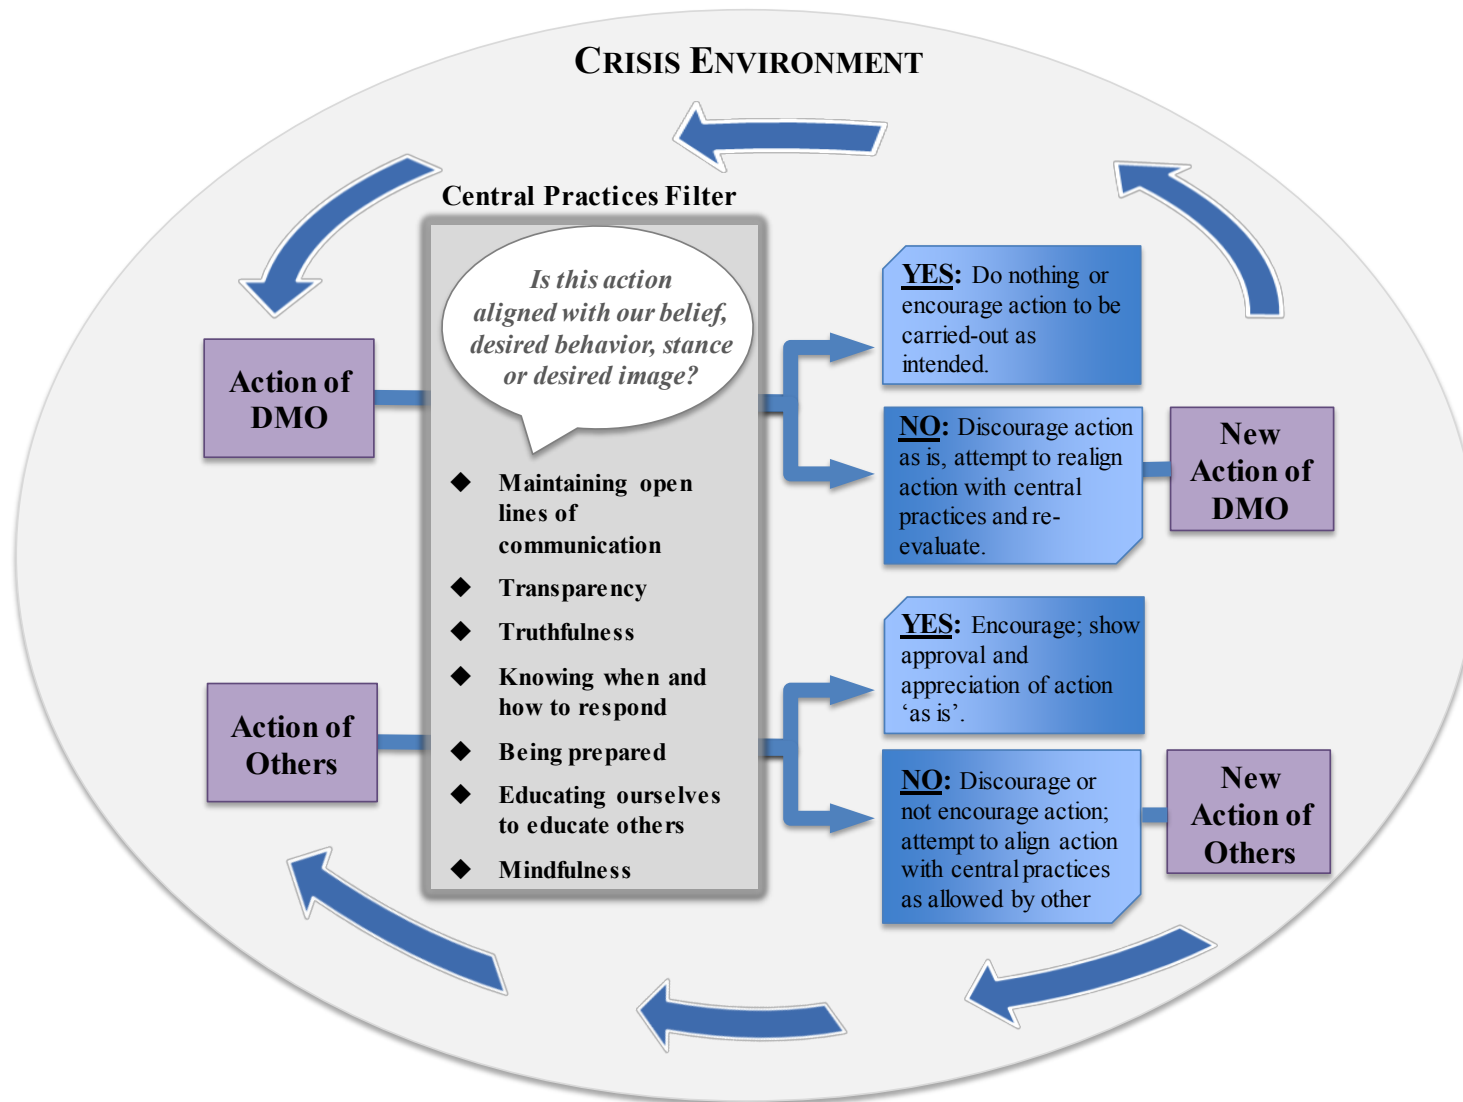 CRISIS ENVIRONMENT
Central Practices Filter
Is this action
aligned with our belief,
desired behavior, stance
or desired image?
Action of
DMO
◆ Maintaining open
lines of
communication
◆ Transparency
◆ Truthfulness
◆ Knowing when and
how to respond
◆ Being prepared
◆ Educating ourselves
to educate others
◆ Mindfulness
Action of
Others
YES: Do nothing or
encourage action to be
carried-out as
intended.
NO: Discourage action
as is, attempt to realign
action with central
practices and re-
evaluate.
New
Action of
DMO
YES: Encourage; show
approval and
appreciation of action
‘as is’.
NO: Discourage or
not encourage action;
attempt to align action
with central practices
as allowed by other
New
Action of
Others